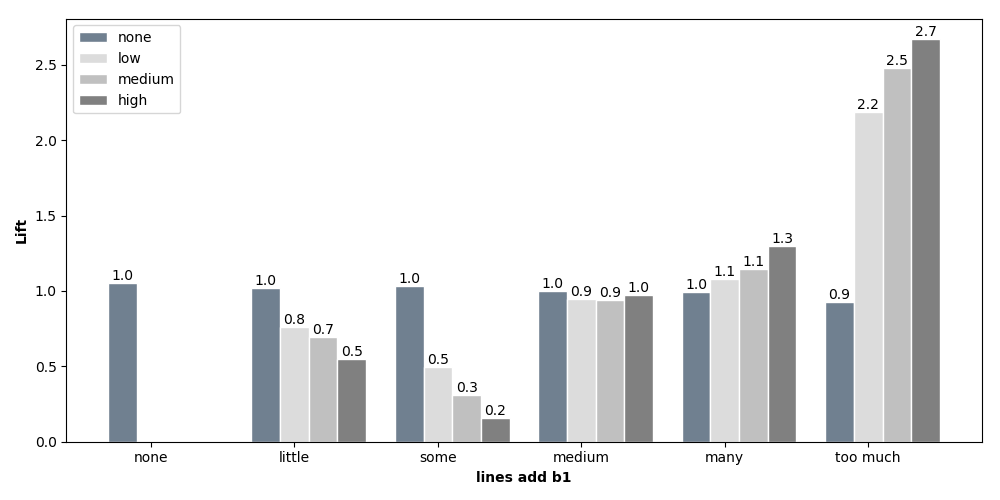 none
low
medium
high
Lift
2.5
2.0
1.5
1.0
0.5
0.0
1.0
1.0 0.8 0.7 0.5
1.0 0.5 0.3 0.2
1.0 0.9 0.9 1.0
1.0 1.1 1.1 1.3
0.9 2.2 2.5 2.7
none little some medium many too much
lines add b1